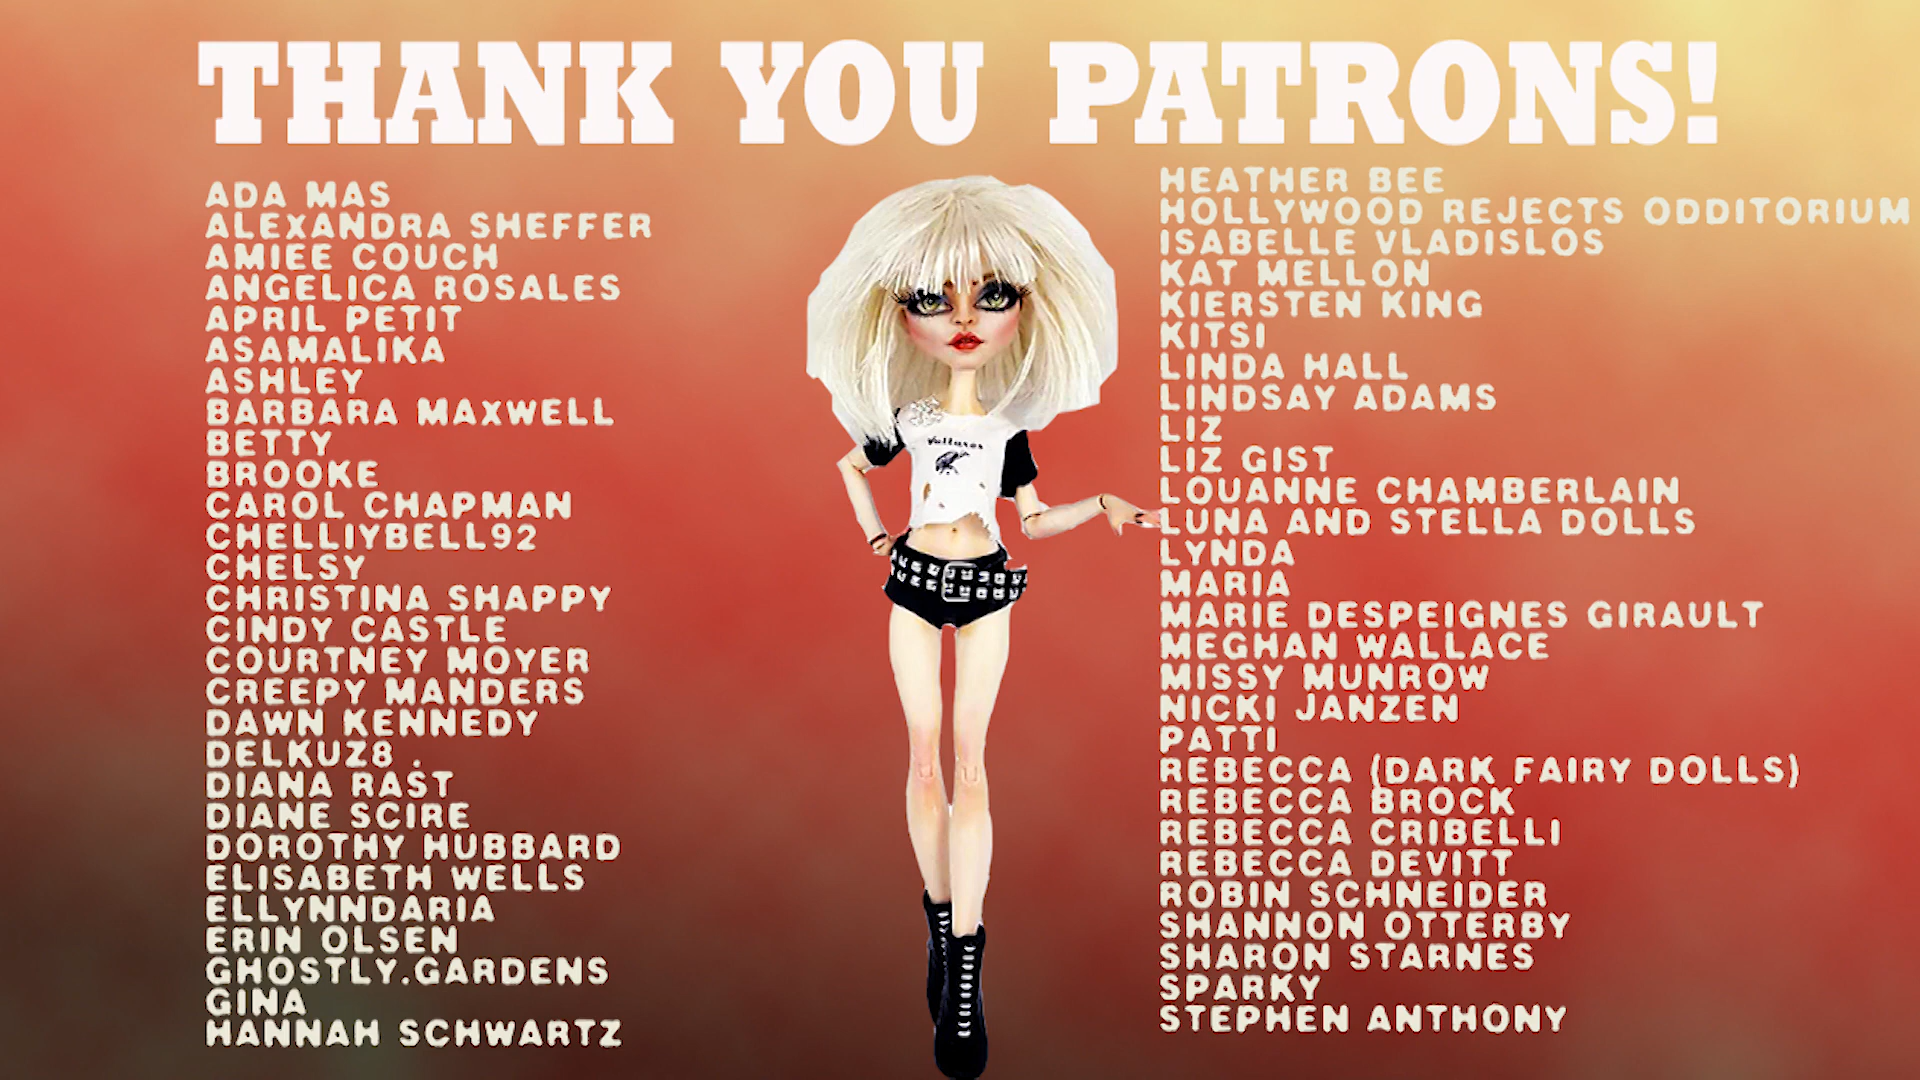 THANK YOU PATRONS!
ADA MAS
ALEXANDRA SHEFFER
AMIEE COUCH
ANGELICA ROSALES
APRIL PETIT
ASAMALIKA
ASHLEY
BARBARA MAXWELL
BETTY
BROOKE
CAROL CHAPMAN
CHELLIYBELL92
CHELSY
CHRISTINA SHAPPY
CINDY CASTLE
COURTNEY MOYER
CREEPY MANDERS
DAWN KENNEDY
DELKUZ8 .
DIANA RAST
DIANE SCIRE
DOROTHY HUBBARD
ELISABETH WELLS
ELLYNNDARIA
ERIN OLSEN
GHOSTLY.GARDENS
GINA
HANNAH SCHWARTZ
Vultures
HEATHER BEE
HOLLYWOOD REJECTS ODDITORIUM
ISABELLE VLADISLOS
KAT MELLON
KIERSTEN KING
KITSI
LINDA HALL
LINDSAY ADAMS
LIZ
LIZ GIST
LOUANNE CHAMBERLAIN
LUNA AND STELLA DOLLS
LYNDA
MARIA
MARIE DESPEIGNES GIRAULT
MEGHAN WALLACE
MISSY MUNROW
NICKI JANZEN
PATTI
REBECCA (DARK FAIRY DOLLS)
REBECCA BROCK
REBECCA CRIBELLI
REBECCA DEVITT
ROBIN SCHNEIDER
SHANNON OTTERBY
SHARON STARNES
SPARKY
STEPHEN ANTHONY